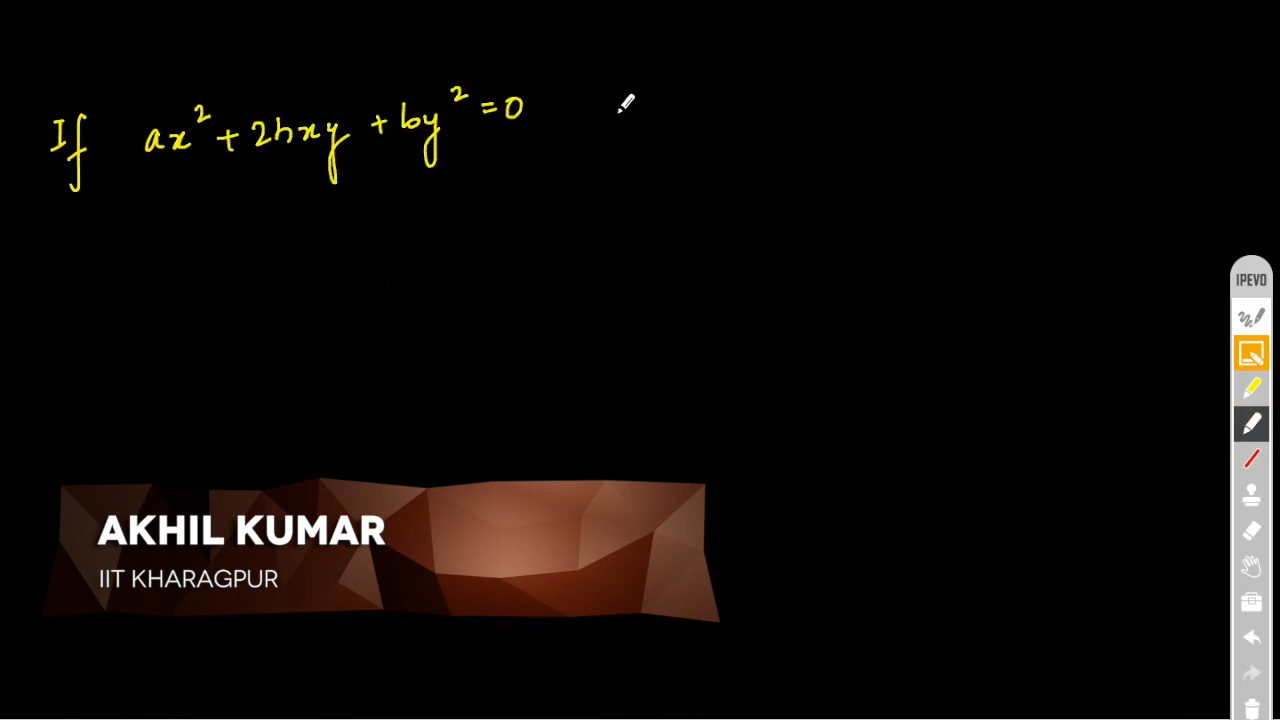 If ax² + 2hxy + by² = 0
IPEVO
AKHIL KUMAR
IIT KHARAGPUR